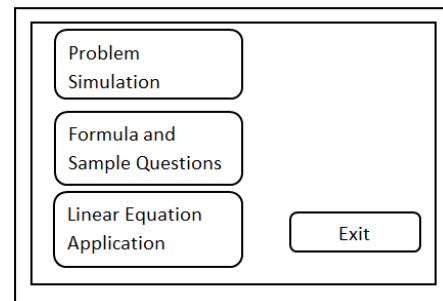 Problem
Simulation
Formula and
Sample Questions
Linear Equation
Application
Exit